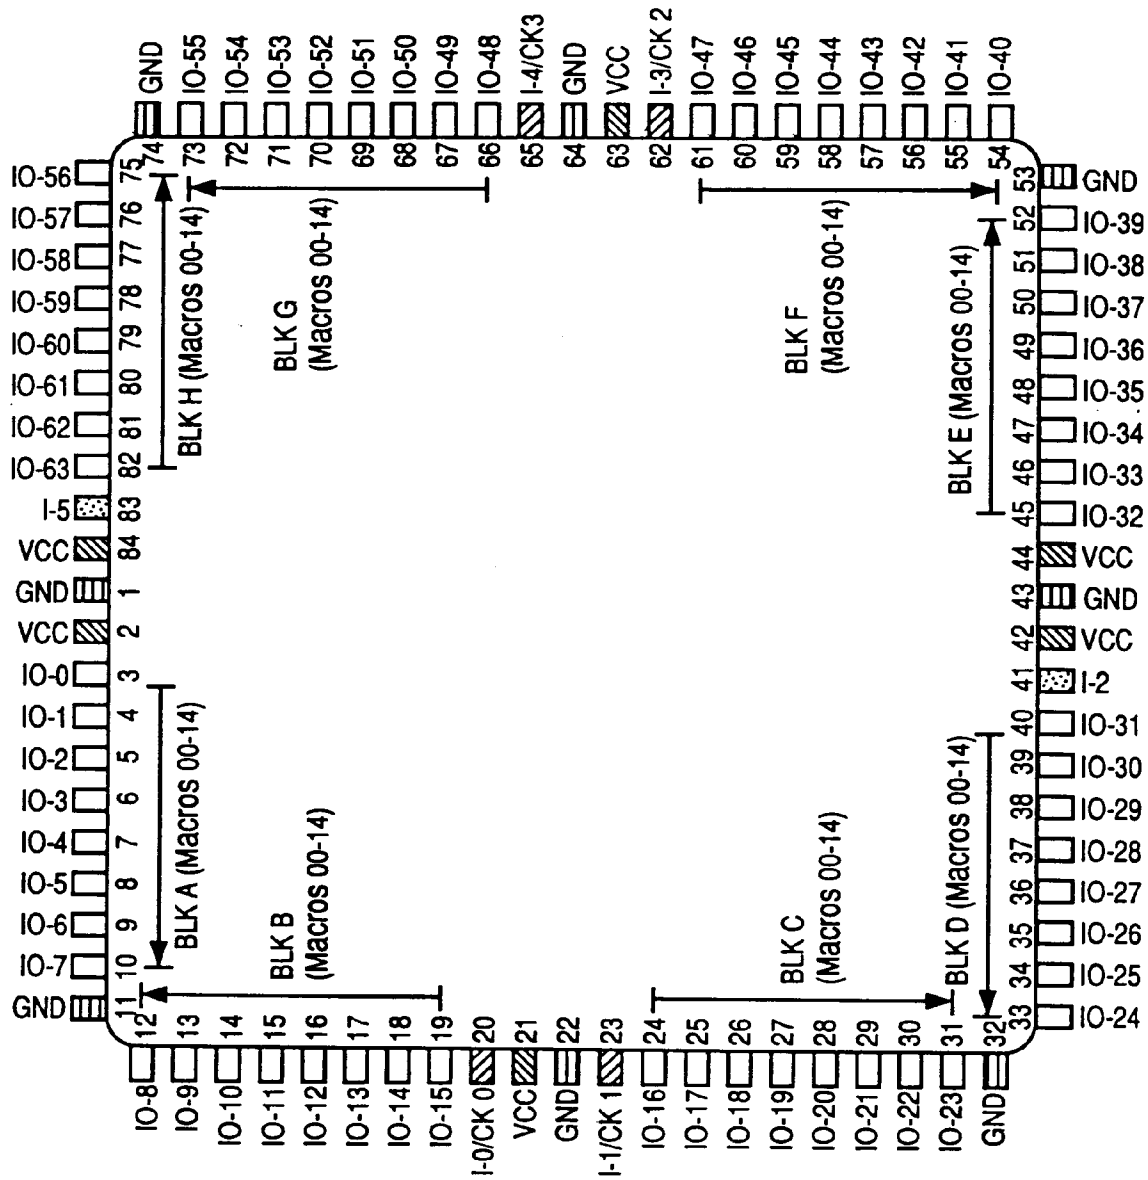 GND
IO-55
IO-54
IO-53
IO-52
IO-51
IO-50
IO-49
IO-48
I-4/CK3
GND
VCC
I-3/CK 2
IO-47
IO-46
IO-45
IO-44
IO-43
IO-42
IO-41
IO-40
74
73
72
71
70
69
68
67
66
65
64
63
62
61
60
59
58
57
56
55
54
IO-56 75
IO-57 76
IO-58 77
IO-59 78
IO-60 79
IO-61 80
IO-62 81
IO-63 82
I-5 83
VCC 84
GND 1
VCC 2
IO-0 3
IO-1 4
IO-2 5
IO-3 6
IO-4 7
IO-5 8
IO-6 9
IO-7 10
GND 11
BLK H (Macros 00-14)
BLK G
(Macros 00-14)
BLK F
(Macros 00-14)
BLK E (Macros 00-14)
BLK A (Macros 00-14)
BLK B
(Macros 00-14)
BLK C
(Macros 00-14)
BLK D (Macros 00-14)
53 GND
52 IO-39
51 IO-38
50 IO-37
49 IO-36
48 IO-35
47 IO-34
46 IO-33
45 IO-32
44 VCC
43 GND
42 VCC
41 I-2
40 IO-31
39 IO-30
38 IO-29
37 IO-28
36 IO-27
35 IO-26
34 IO-25
33 IO-24
12
13
14
15
16
17
18
19
20
21
22
23
24
25
26
27
28
29
30
31
32
IO-8
IO-9
IO-10
IO-11
IO-12
IO-13
IO-14
IO-15
I-0/CK 0
VCC
GND
I-1/CK 1
IO-16
IO-17
IO-18
IO-19
IO-20
IO-21
IO-22
IO-23
GND